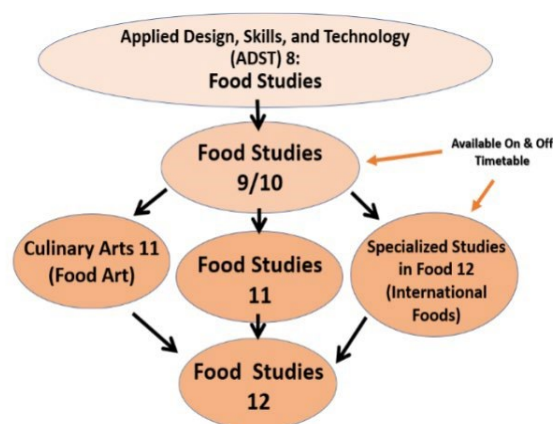 Applied Design, Skills, and Technology
(ADST) 8:
Food Studies
Food Studies
9/10
Available On & Off
Timetable
Culinary Arts 11
(Food Art)
Food Studies
11
Specialized Studies
in Food 12
(International
Foods)
Food Studies
12